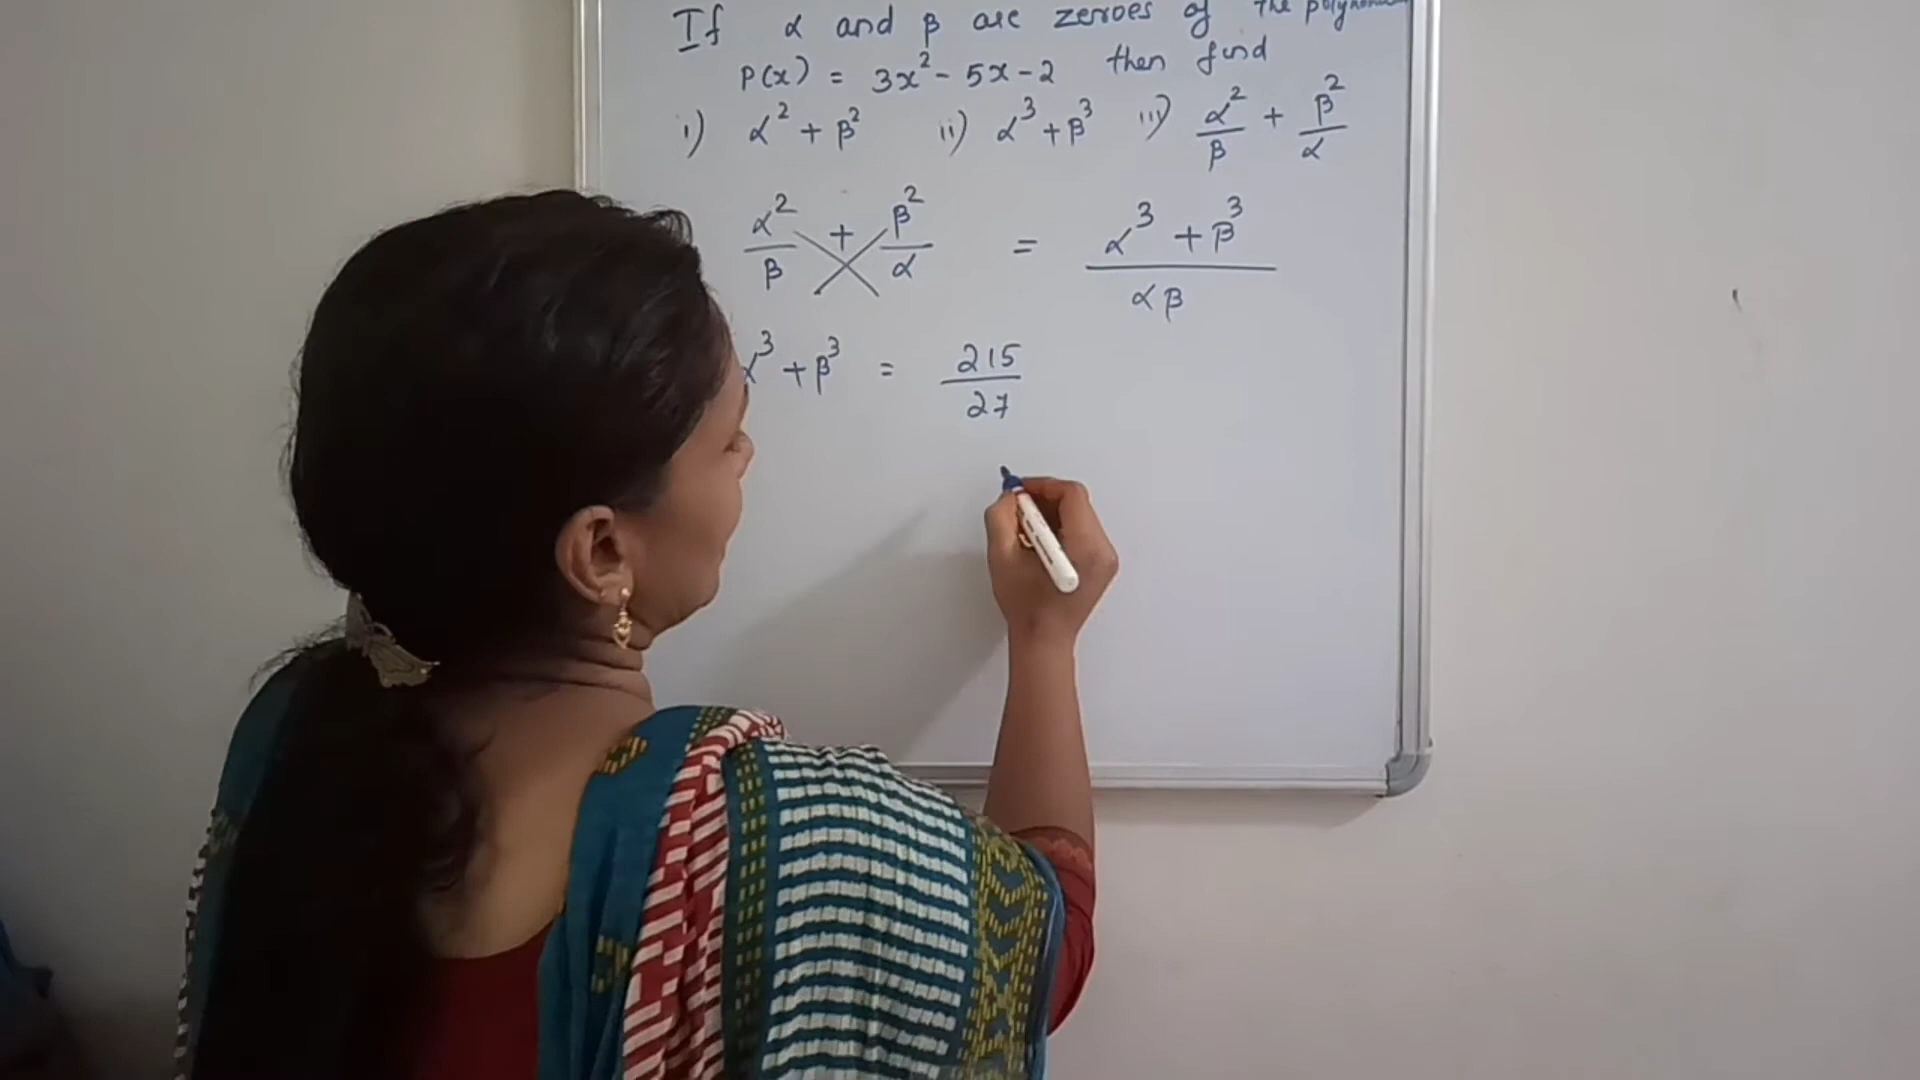 If α and β are zeroes of the polynomial
P(x) = 3x² - 5x - 2 then find
i) α² + β² ii) α³ + β³ iii) α²/β + β²/α
α²/β + β²/α = α³ + β³/αβ
α³ + β³ = 215/27